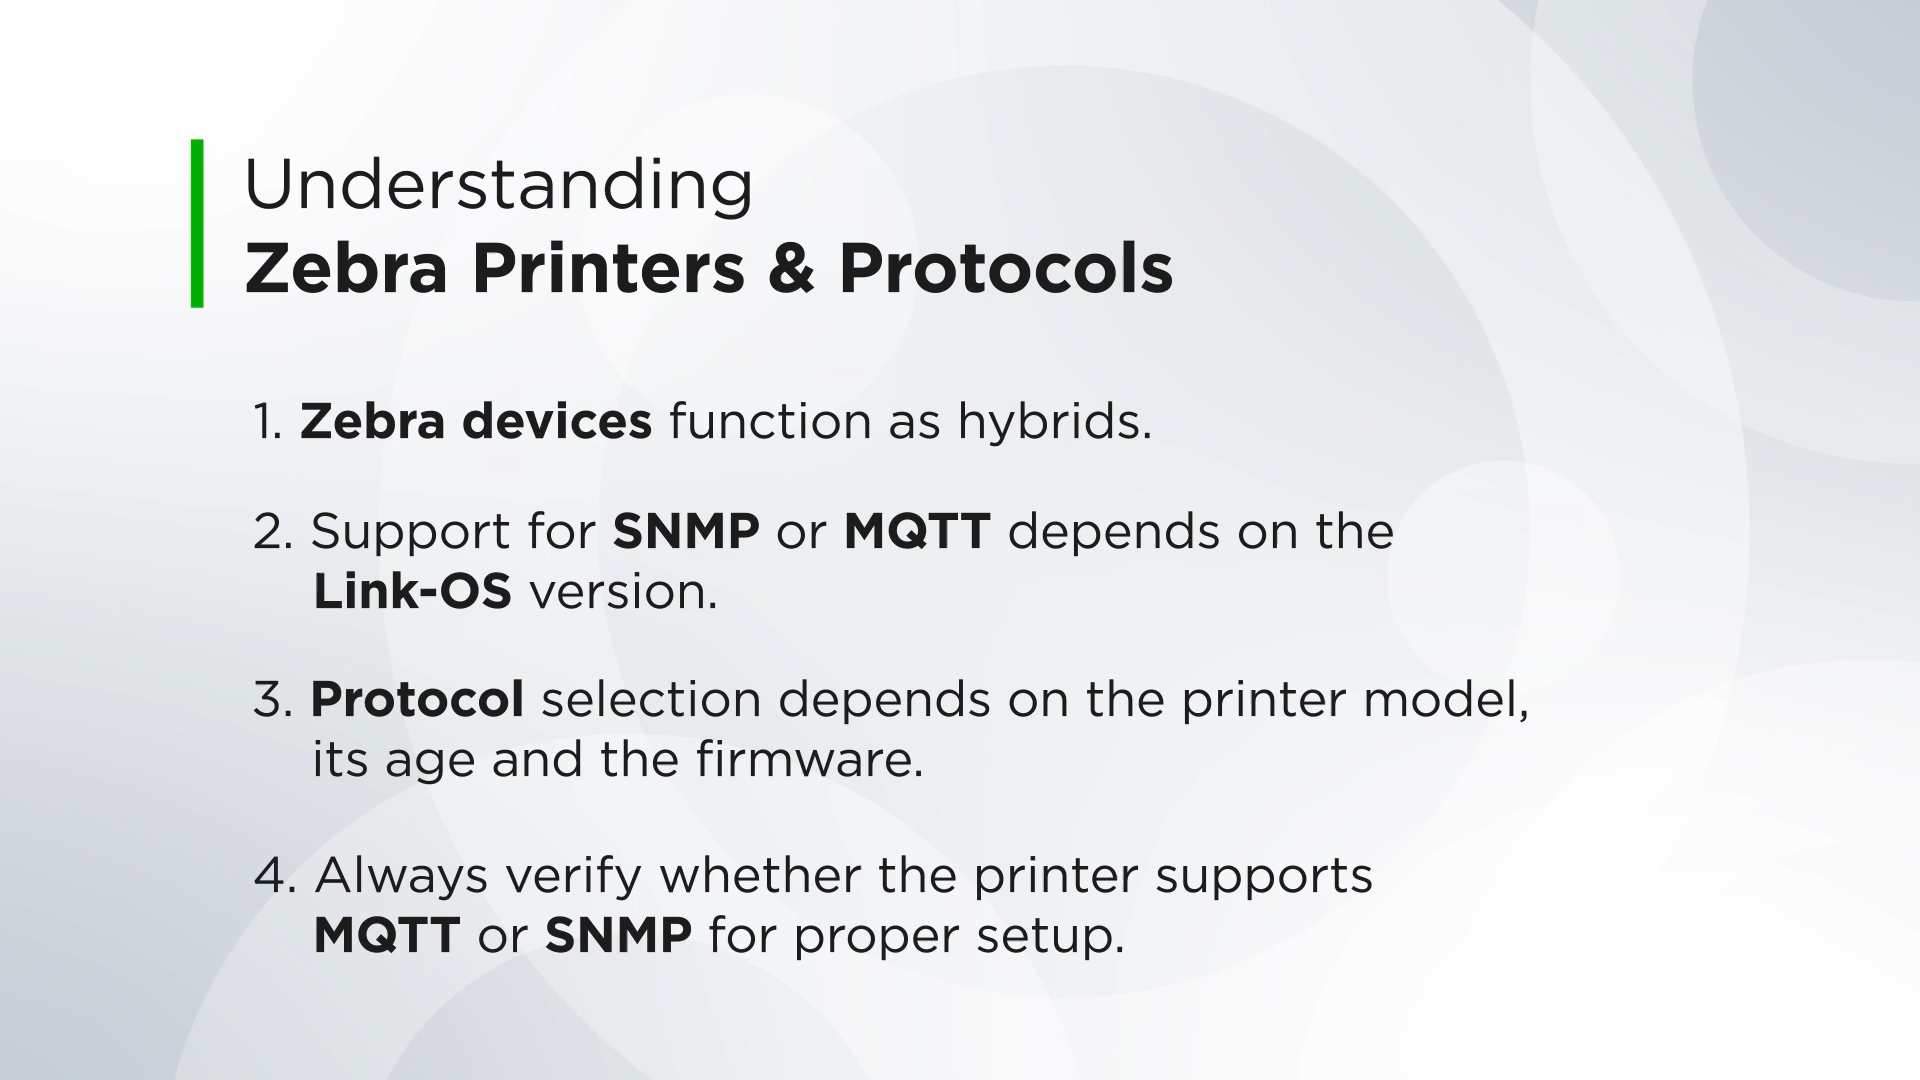 Understanding
Zebra Printers & Protocols
1. Zebra devices function as hybrids.
2. Support for SNMP or MQTT depends on the
Link-OS version.
3. Protocol selection depends on the printer model,
its age and the firmware.
4. Always verify whether the printer supports
MQTT or SNMP for proper setup.